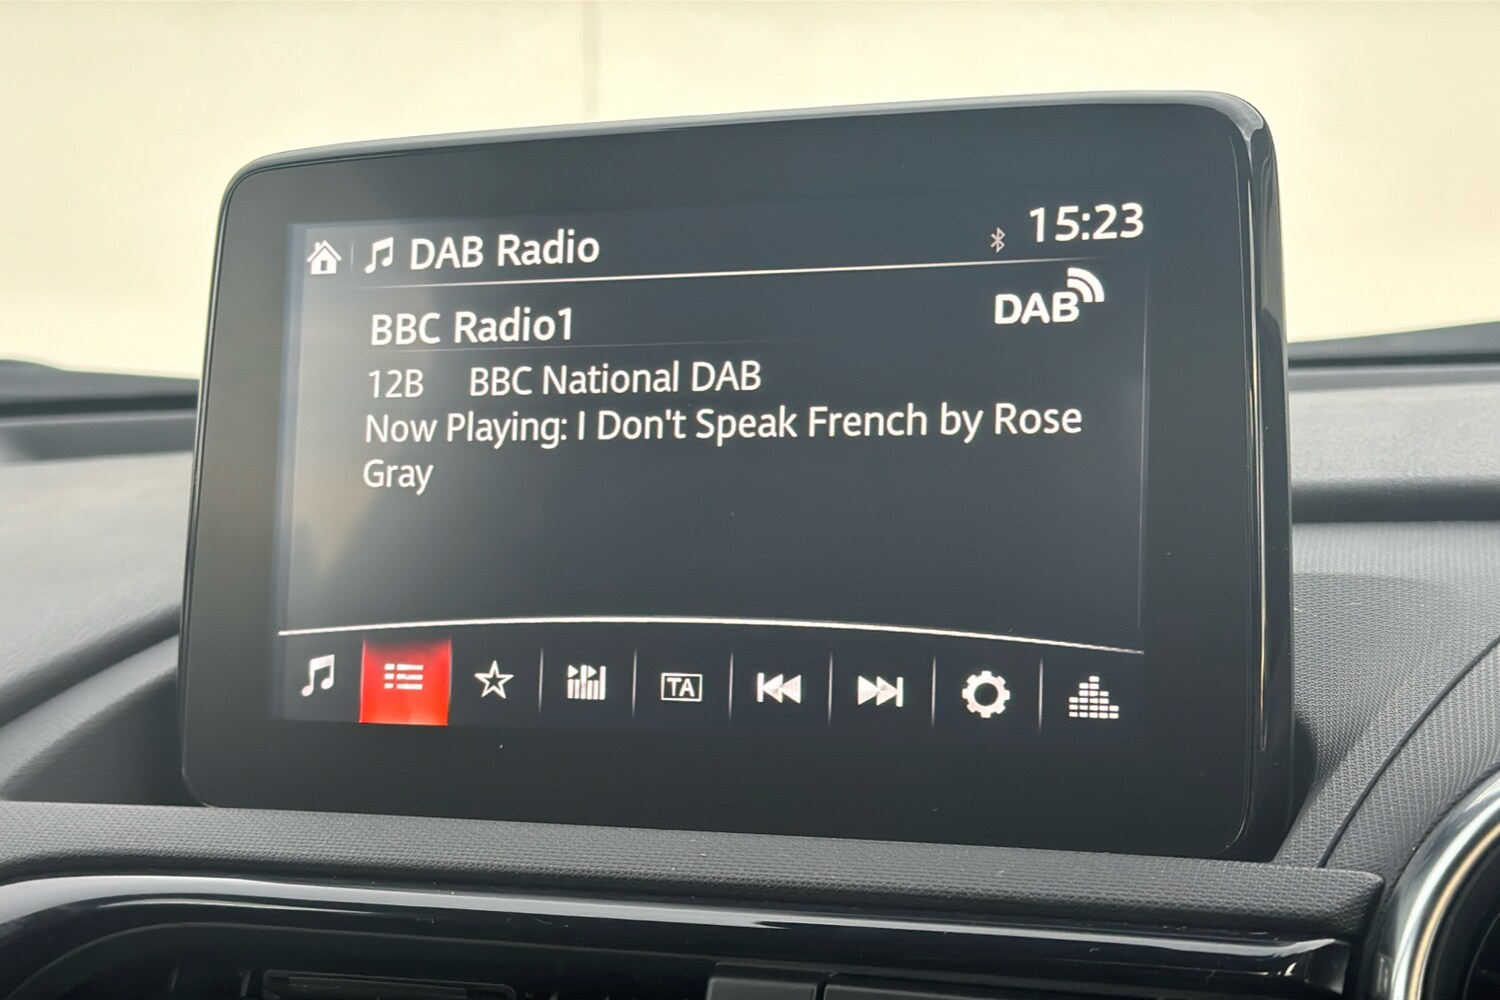 DAB Radio 15:23
BBC Radio1 DAB
12B BBC National DAB
Now Playing: I Don't Speak French by Rose
Gray
TA